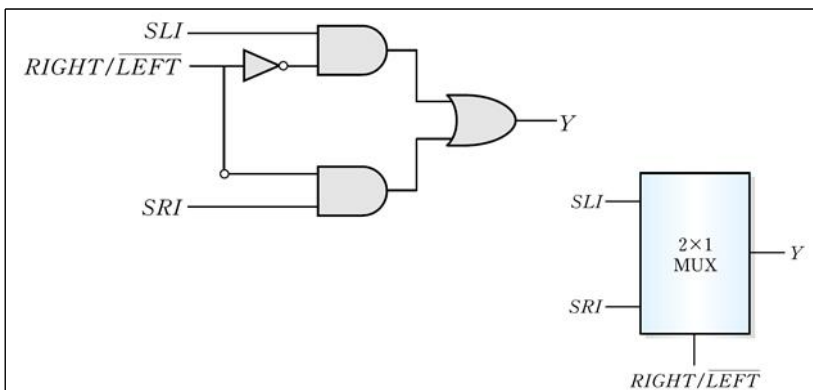 SLI
RIGHT/LEFT
Y
SRI
SLI
2×1
MUX
Y
SRI
RIGHT/LEFT